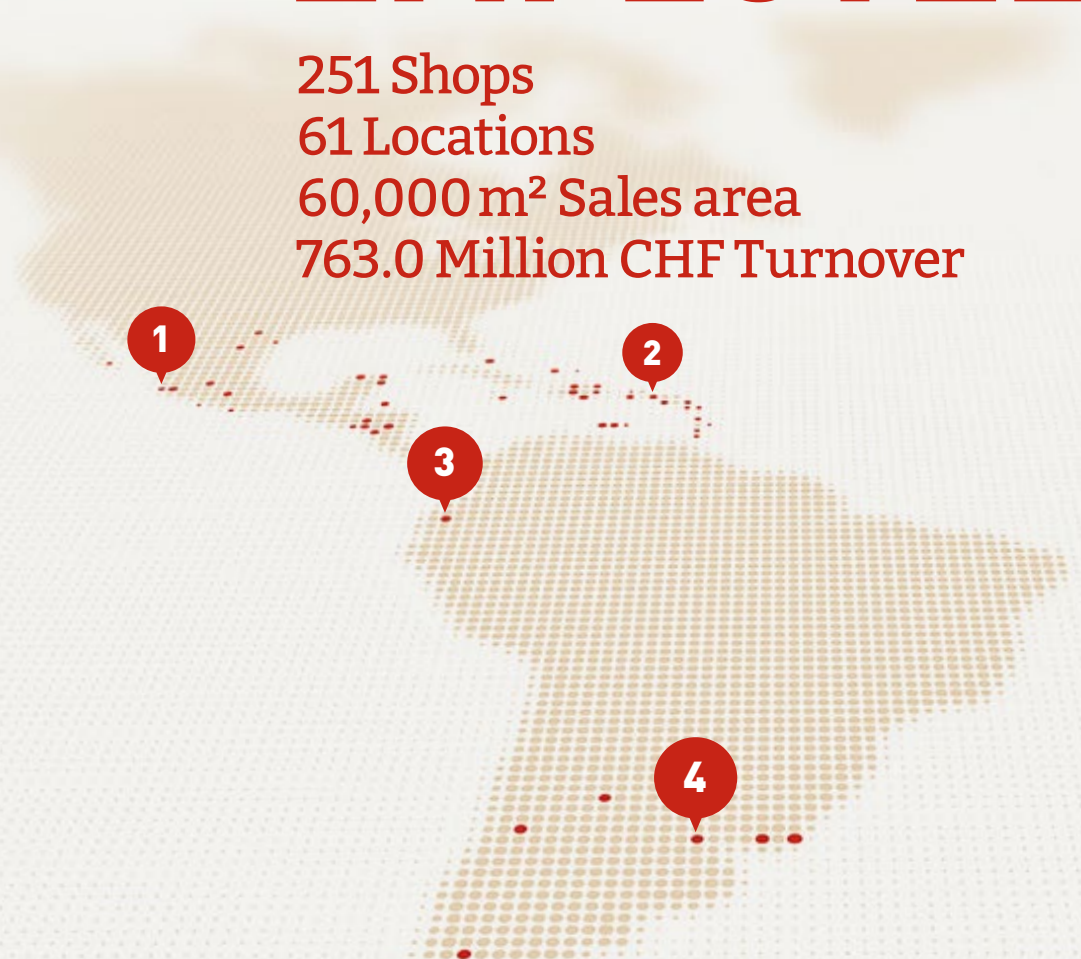 251 Shops
61 Locations
60,000 m² Sales area
763.0 Million CHF Turnover
1
2
3
4